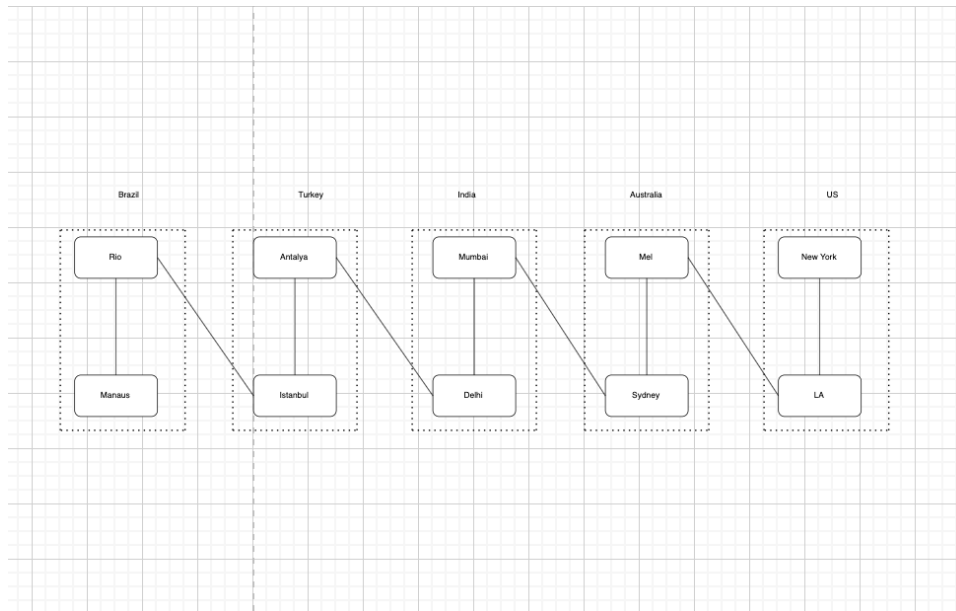 Brazil
Turkey
India
Australia
US
Rio
Antalya
Mumbai
Mel
New York
Manaus
Istanbul
Delhi
Sydney
LA